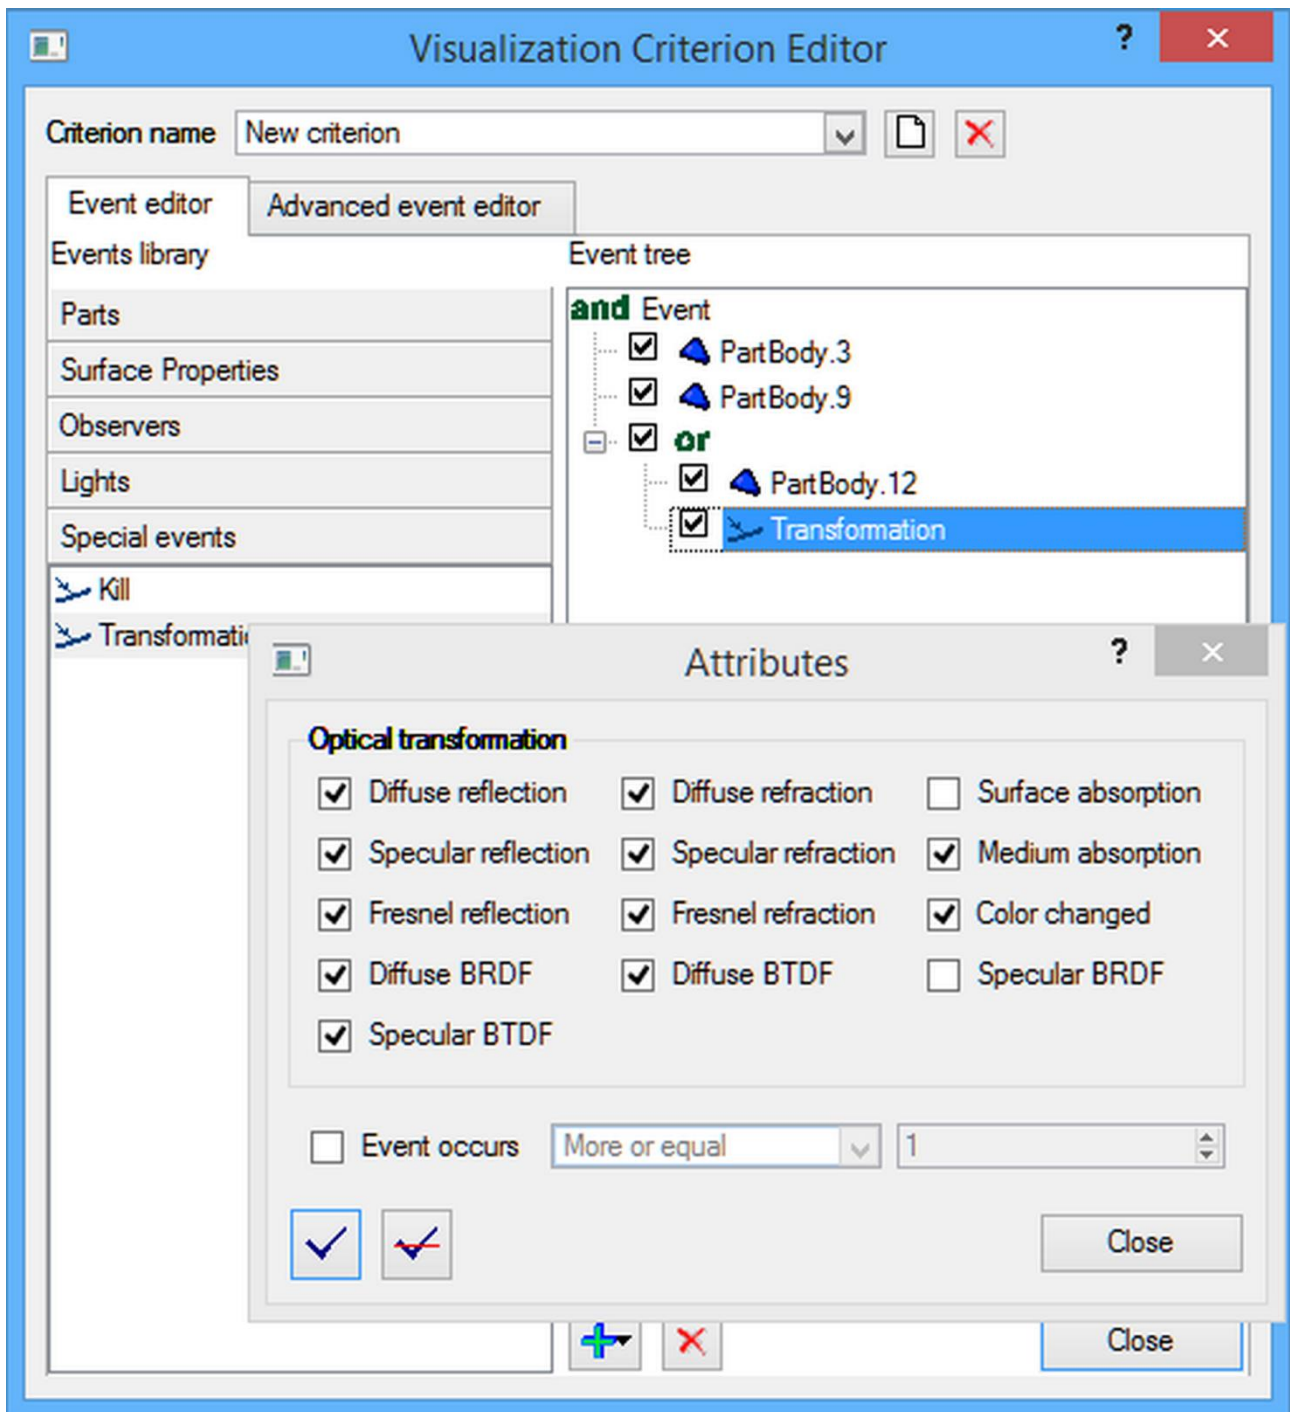 Visualization Criterion Editor ?
Criterion name New criterion
Event editor Advanced event editor
Events library Event tree
Parts
Surface Properties
Observers
Lights
Special events
Kill
Transformati
and Event
PartBody.3
PartBody.9
or
PartBody.12
Transformation
Attributes ?
Optical transformation
Diffuse reflection Diffuse refraction Surface absorption
Specular reflection Specular refraction Medium absorption
Fresnel reflection Fresnel refraction Color changed
Diffuse BRDF Diffuse BTDF Specular BRDF
Specular BTDF
Event occurs More or equal 1
Close
Close